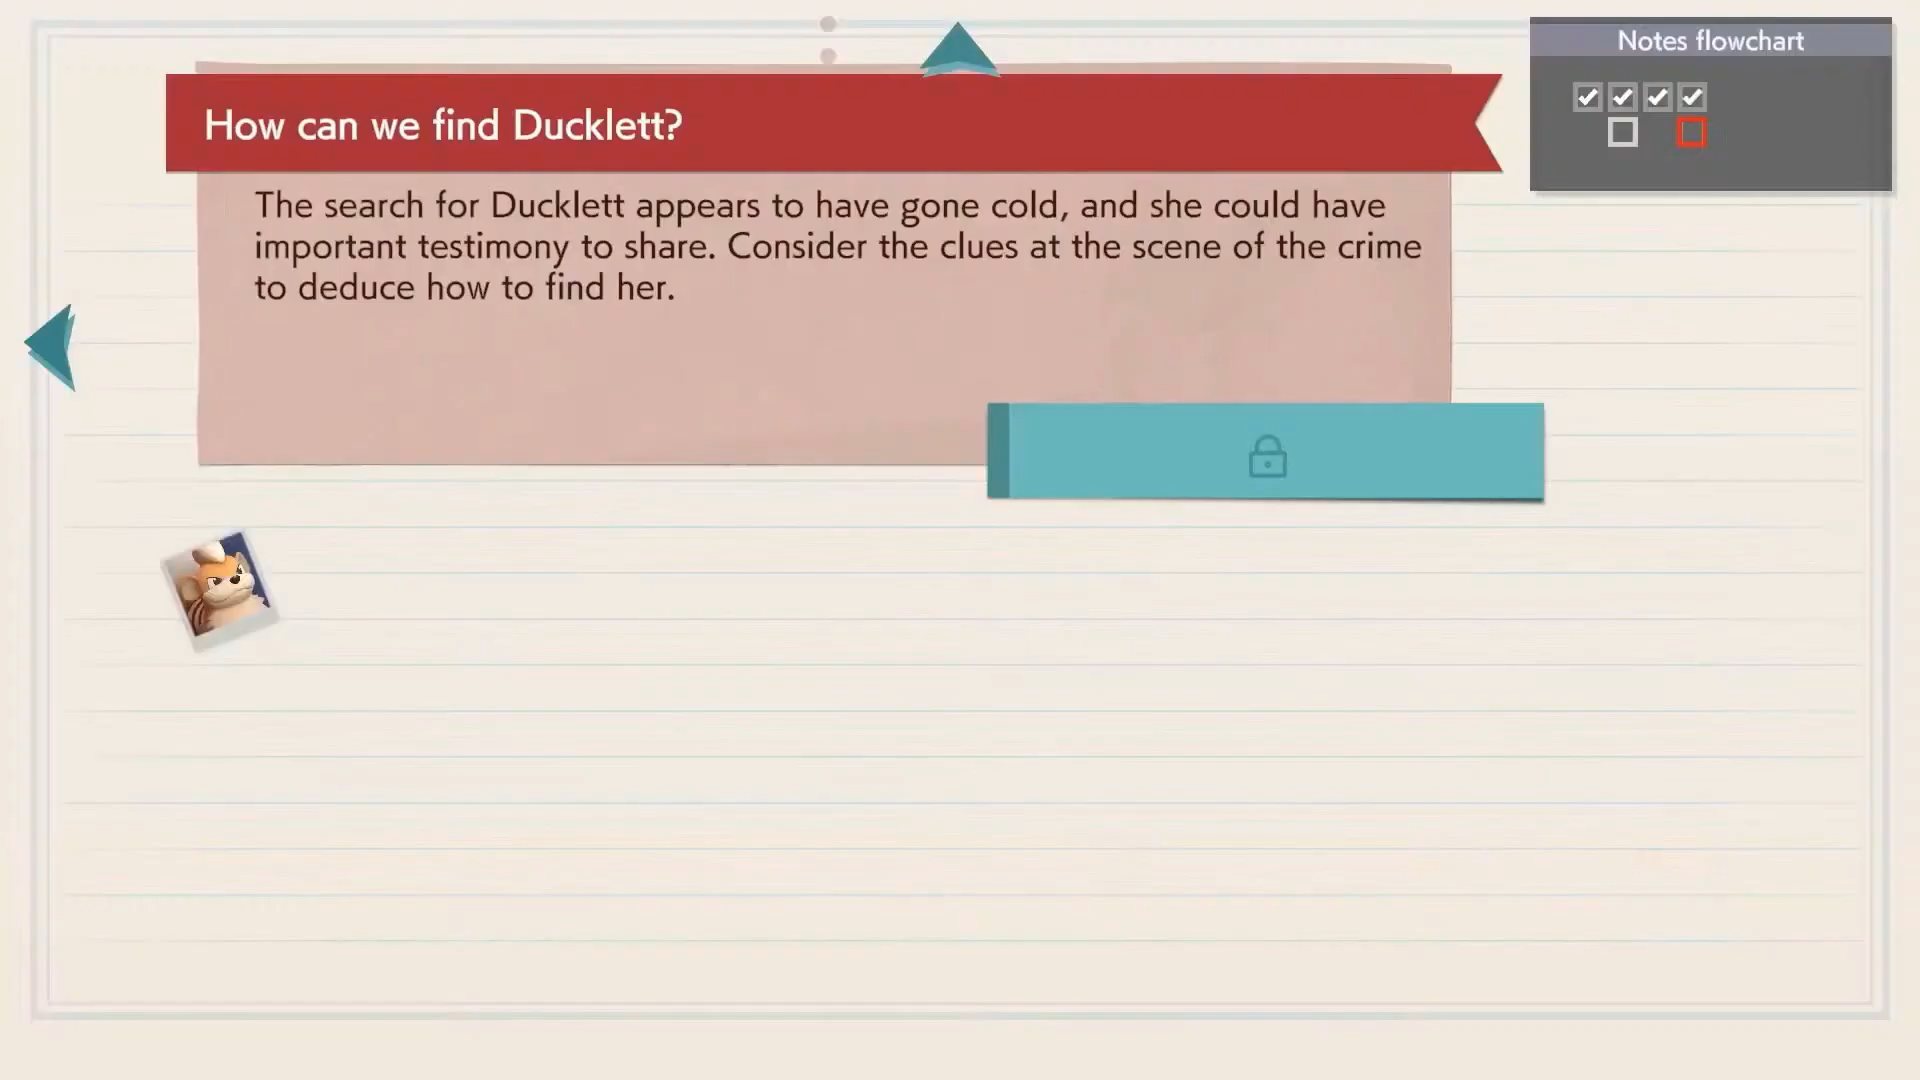 Notes flowchart
How can we find Ducklett?
The search for Ducklett appears to have gone cold, and she could have
important testimony to share. Consider the clues at the scene of the crime
to deduce how to find her.